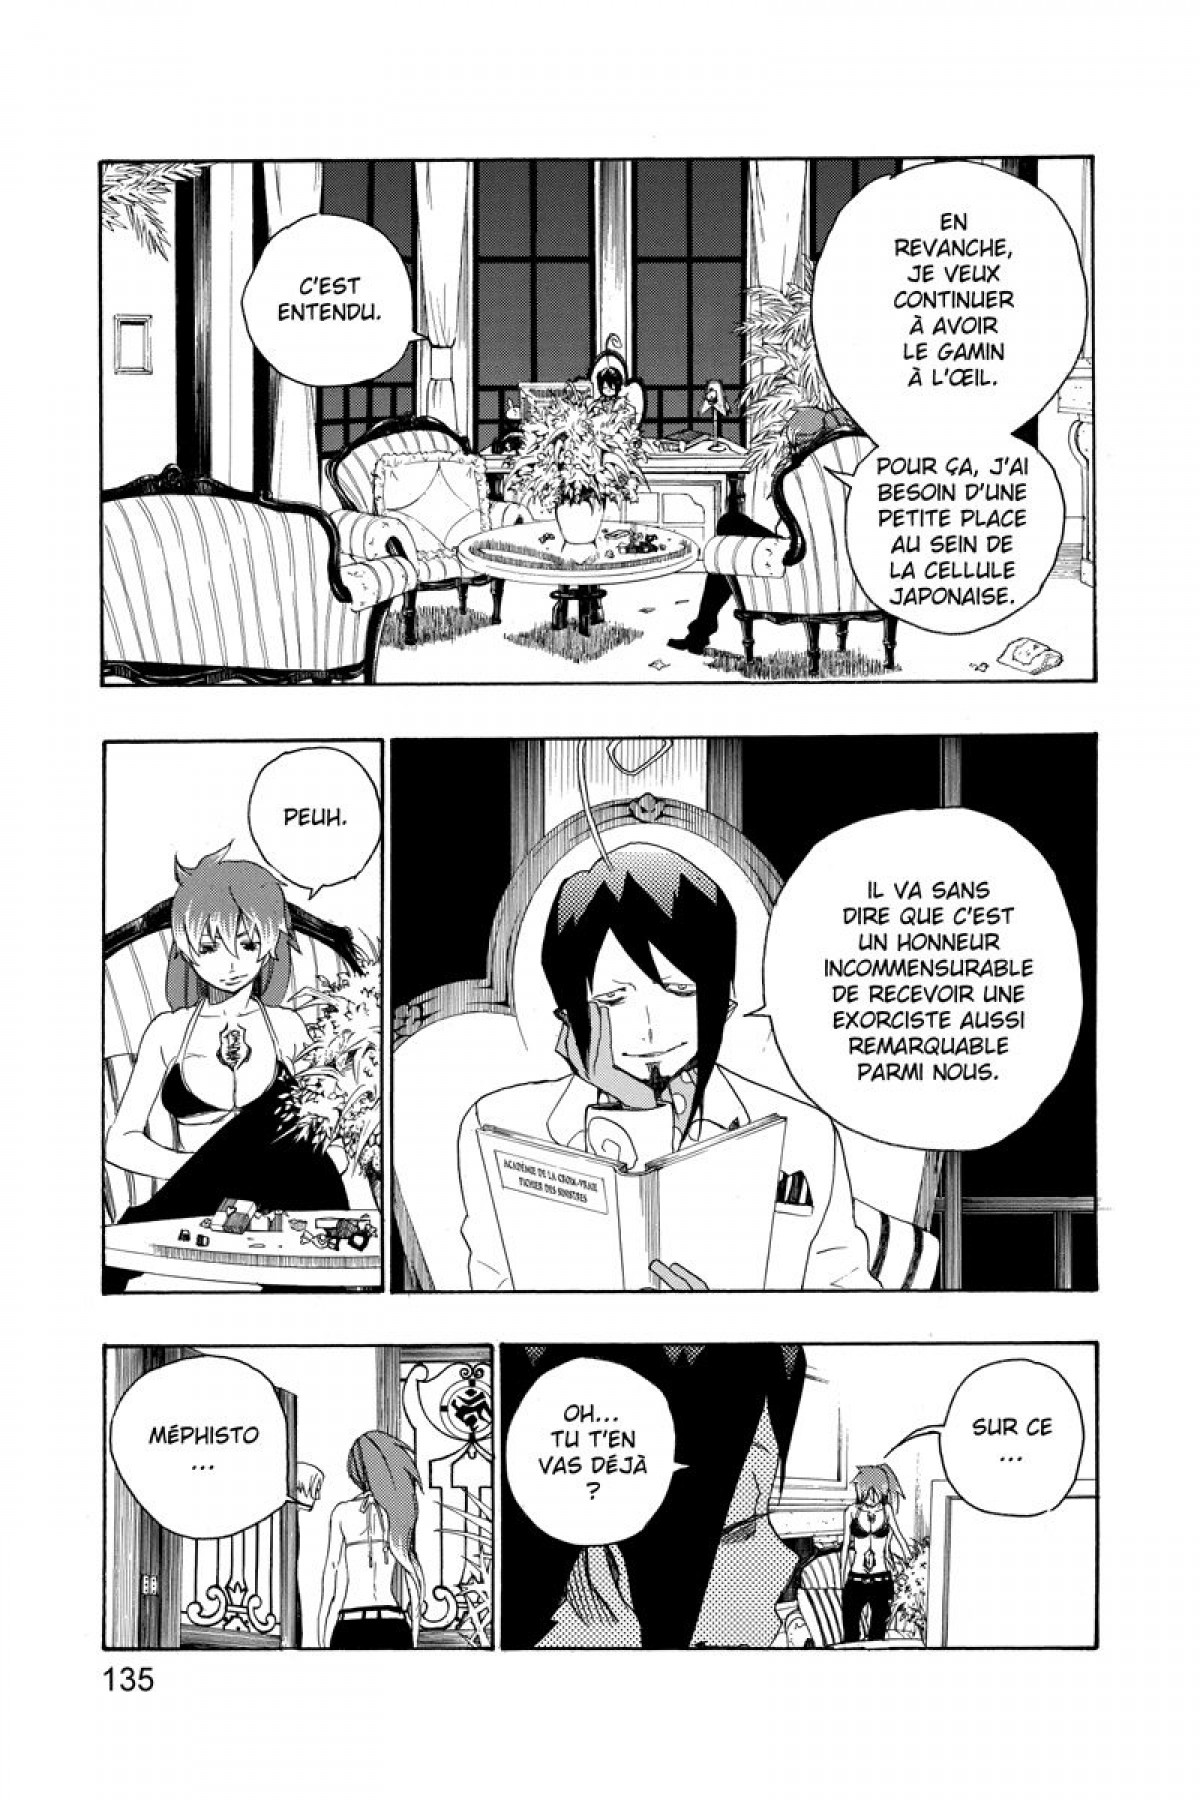 EN
REVANCHE,
JE VEUX
CONTINUER
À AVOIR
LE GAMIN
À L'ŒIL.
POUR ÇA, J'AI
BESOIN D'UNE
PETITE PLACE
AU SEIN DE
LA CELLULE
JAPONAISE.
C'EST
ENTENDU.
IL VA SANS
DIRE QUE C'EST
UN HONNEUR
INCOMMENSURABLE
DE RECEVOIR UNE
EXORCISTE AUSSI
REMARQUABLE
PARMI NOUS.
ACADÉMIE DE LA CROIX-VRAIE
FICHIER DES SINISTRES
PEUH.
SUR CE
...
OH...
TU T'EN
VAS DÉJÀ
?
MÉPHISTO
...
135